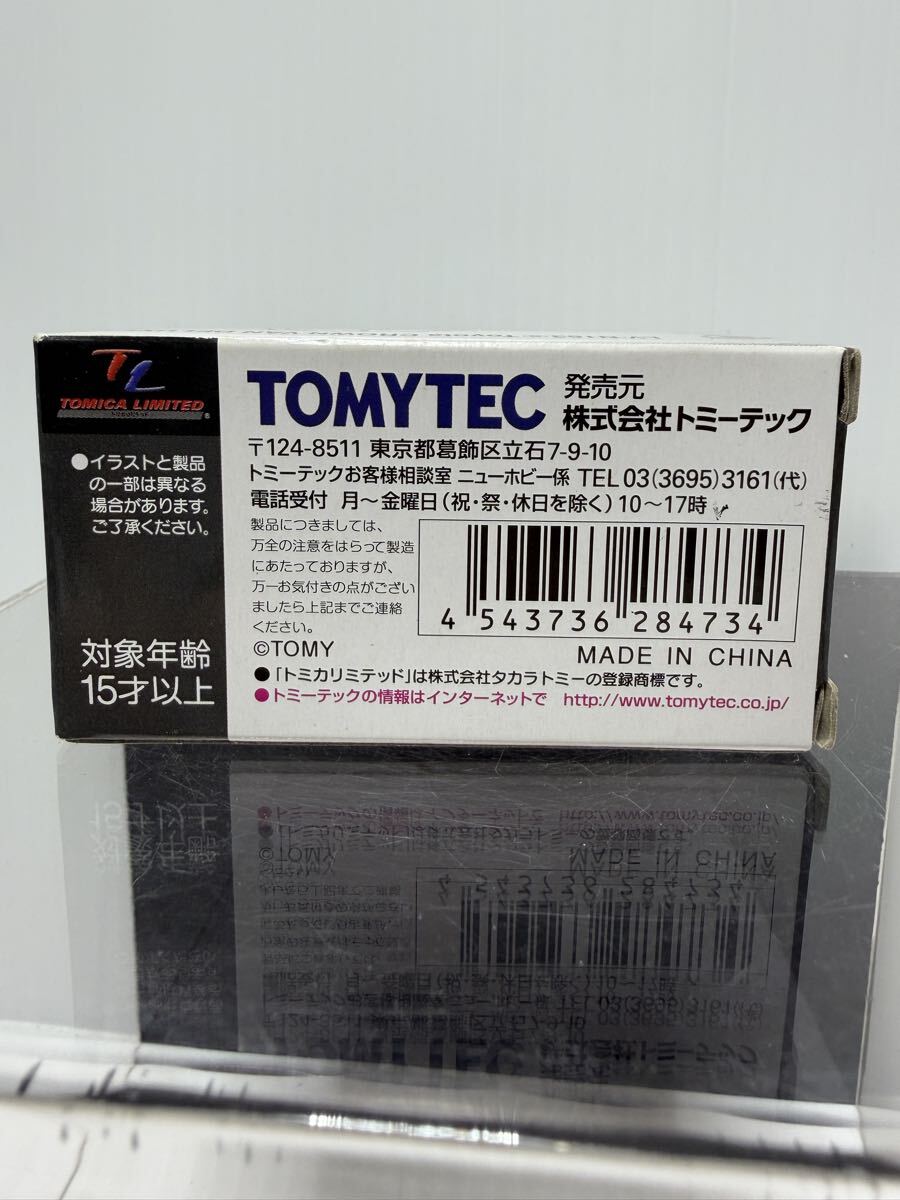 TL
TOMICA LIMITED
トミカリミテッド
●イラストと製品
の一部は異なる
場合があります。
ご了承ください。
対象年齢
15才以上
TOMYTEC
発売元
株式会社トミーテック
〒124-8511 東京都葛飾区立石7-9-10
トミーテックお客様相談室 ニューホビー係 TEL 03(3695)3161(代)
電話受付 月〜金曜日(祝・祭・休日を除く)10〜17時
製品につきましては、
万全の注意をはらって製造
にあたっておりますが、
万一お気付きの点がござい
ましたら上記までご連絡
ください。
4 543736 284734
©TOMY
MADE IN CHINA
●「トミカリミテッド」は株式会社タカラトミーの登録商標です。
●トミーテックの情報はインターネットで http://www.tomytec.co.jp/